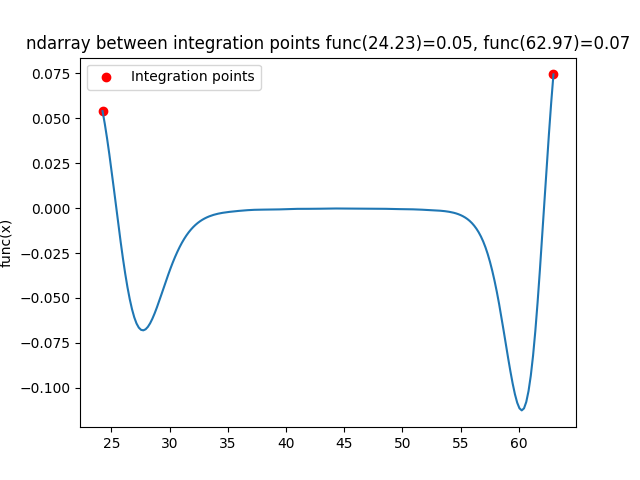 ndarray between integration points func(24.23)=0.05, func(62.97)=0.07
Integration points
0.075
0.050
0.025
0.000
−0.025
−0.050
−0.075
−0.100
func(x)
25 30 35 40 45 50 55 60